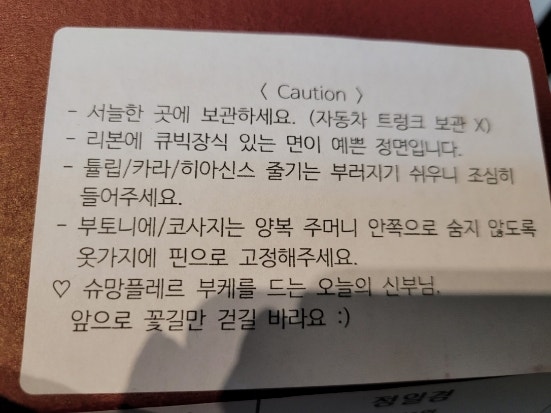 < Caution >
- 서늘한 곳에 보관하세요. (자동차 트렁크 보관 X)
- 리본에 큐빅장식 있는 면이 예쁜 정면입니다.
- 튤립/카라/히아신스 줄기는 부러지기 쉬우니 조심히
들어주세요.
- 부토니에/코사지는 양복 주머니 안쪽으로 숨지 않도록
옷가지에 핀으로 고정해주세요.
♡ 슈망플레르 부케를 드는 오늘의 신부님.
앞으로 꽃길만 걷길 바라요 :)